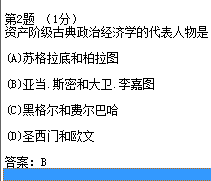 第2题 （1分）
资产阶级古典政治经济学的代表人物是
(A)苏格拉底和柏拉图
(B)亚当.斯密和大卫.李嘉图
(C)黑格尔和费尔巴哈
(D)圣西门和欧文
答案：B